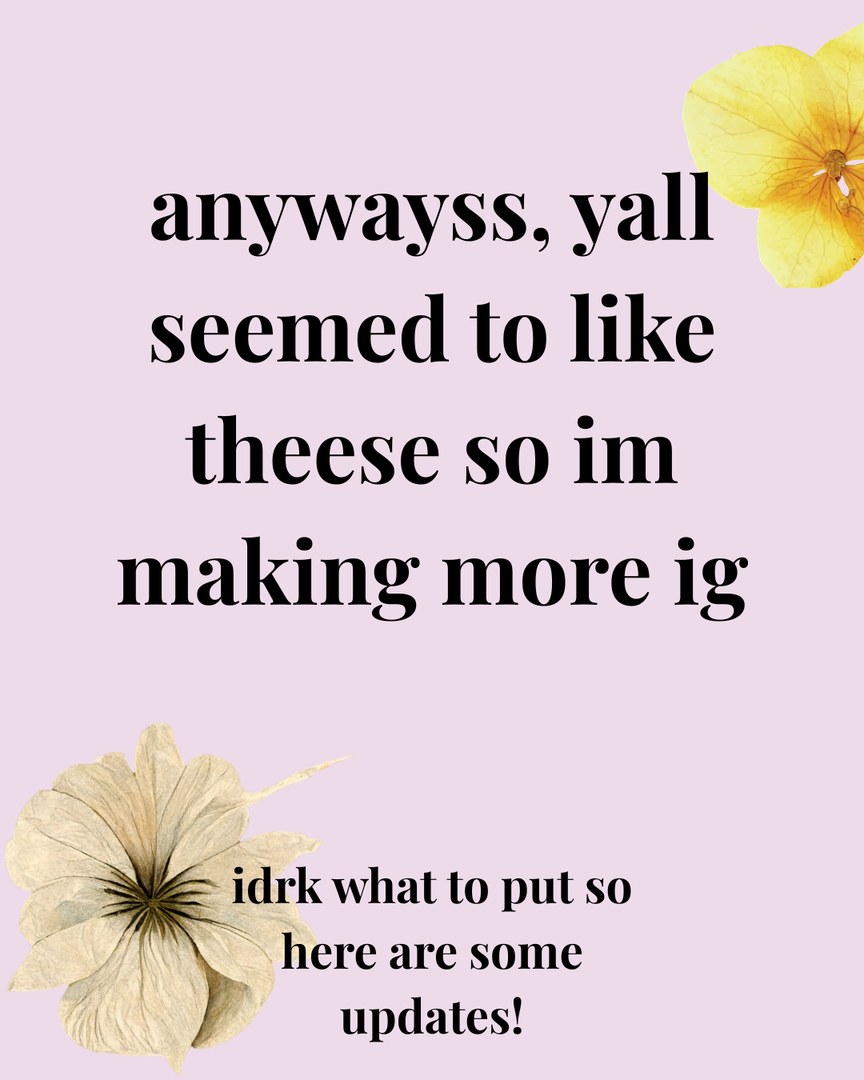 anywayss, yall
seemed to like
theese so im
making more ig
idrk what to put so
here are some
updates!